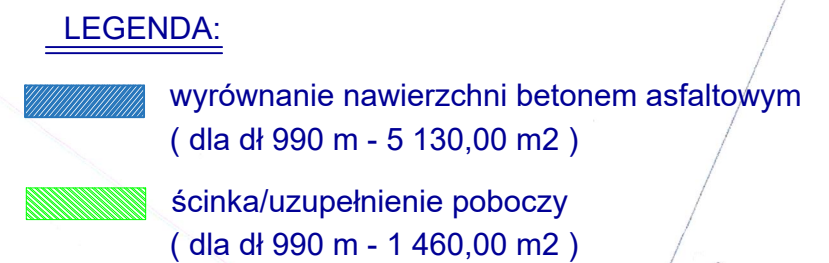 LEGENDA:
wyrównanie nawierzchni betonem asfaltowym
( dla dł 990 m - 5 130,00 m2 )
ścinka/uzupełnienie poboczy
( dla dł 990 m - 1 460,00 m2 )